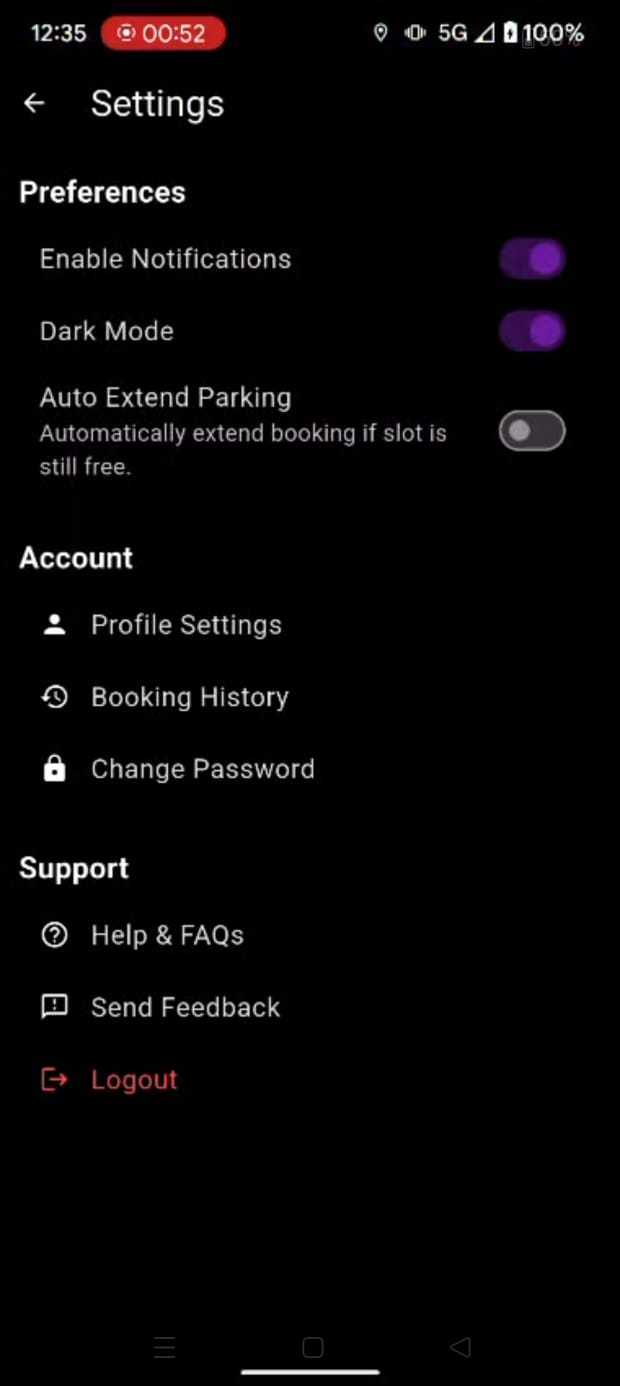 12:35 00:52 5G 100%
Settings
Preferences
Enable Notifications
Dark Mode
Auto Extend Parking
Automatically extend booking if slot is
still free.
Account
Profile Settings
Booking History
Change Password
Support
Help & FAQs
Send Feedback
Logout